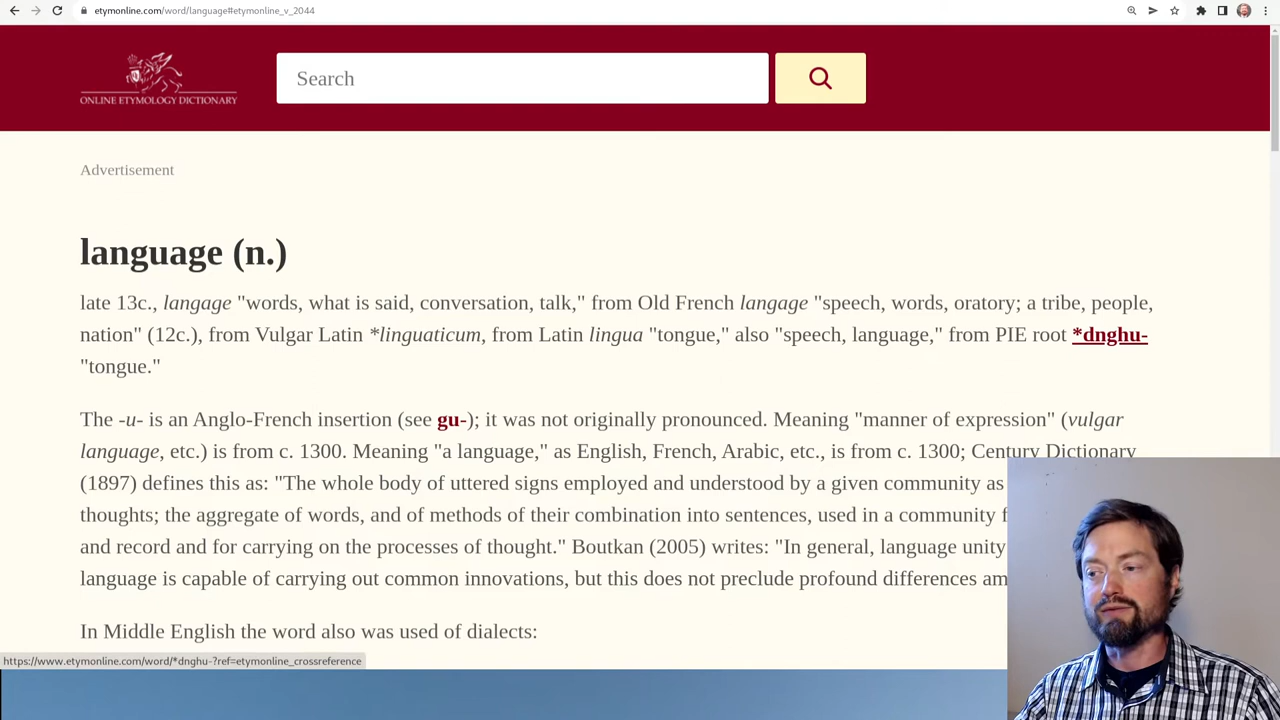 etymonline.com/word/language#etymonline_v_2044
ONLINE ETYMOLOGY DICTIONARY
Search
Advertisement
language (n.)
late 13c., langage "words, what is said, conversation, talk," from Old French langage "speech, words, oratory; a tribe, people,
nation" (12c.), from Vulgar Latin *linguaticum, from Latin lingua "tongue," also "speech, language," from PIE root *dnghu-
"tongue."
The -u- is an Anglo-French insertion (see gu-); it was not originally pronounced. Meaning "manner of expression" (vulgar
language, etc.) is from c. 1300. Meaning "a language," as English, French, Arabic, etc., is from c. 1300; Century Dictionary
(1897) defines this as: "The whole body of uttered signs employed and understood by a given community as
thoughts; the aggregate of words, and of methods of their combination into sentences, used in a community
and record and for carrying on the processes of thought." Boutkan (2005) writes: "In general, language unity
language is capable of carrying out common innovations, but this does not preclude profound differences
In Middle English the word also was used of dialects:
https://www.etymonline.com/word/*dnghu-?ref=etymonline_crossreference